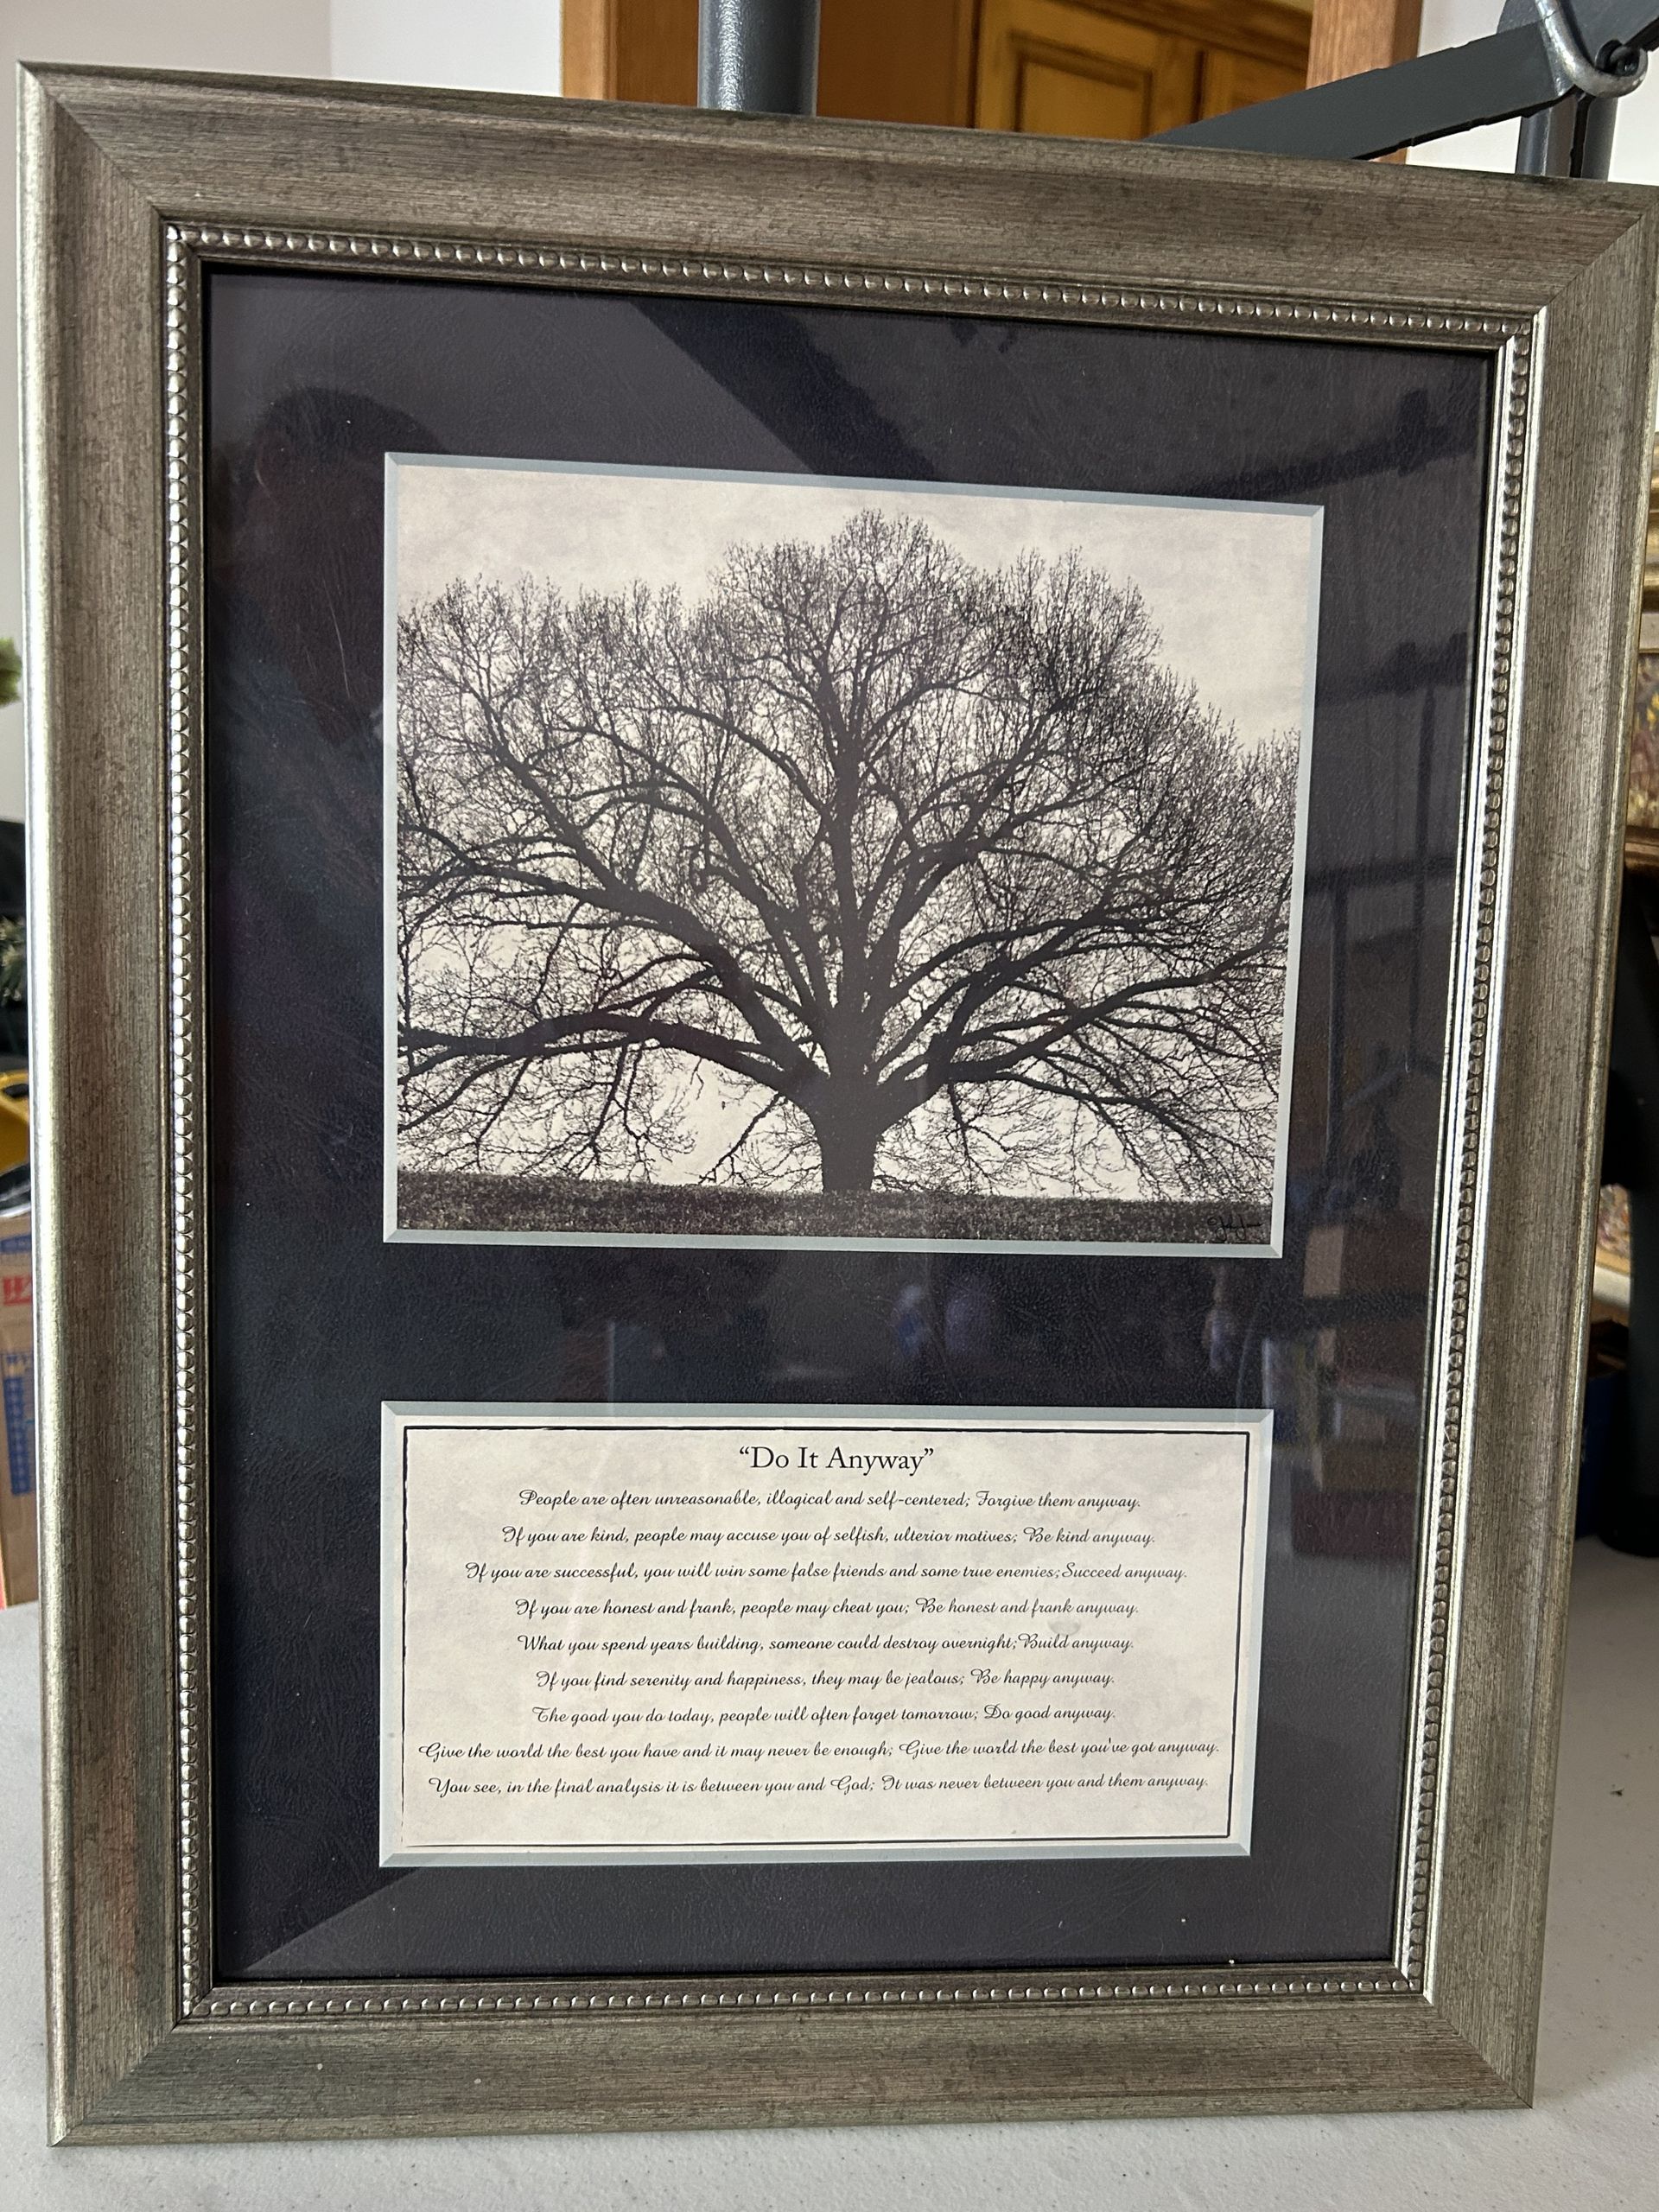 “Do It Anyway”
People are often unreasonable, illogical and self-centered; Forgive them anyway.
If you are kind, people may accuse you of selfish, ulterior motives; Be kind anyway.
If you are successful, you will win some false friends and some true enemies; Succeed anyway.
If you are honest and frank, people may cheat you; Be honest and frank anyway.
What you spend years building, someone could destroy overnight; Build anyway.
If you find serenity and happiness, they may be jealous; Be happy anyway.
The good you do today, people will often forget tomorrow; Do good anyway.
Give the world the best you have and it may never be enough; Give the world the best you've got anyway.
You see, in the final analysis it is between you and God; It was never between you and them anyway.